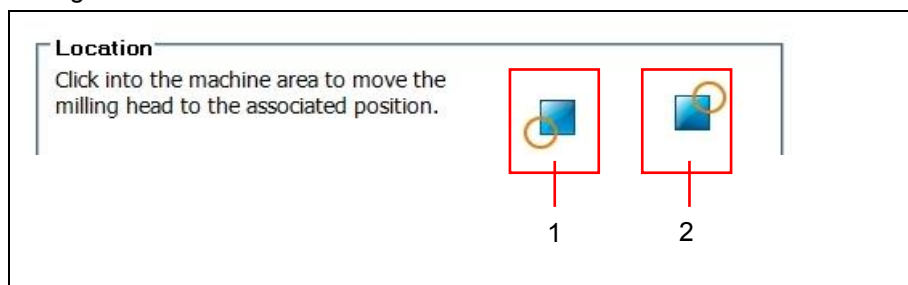 Location
Click into the machine area to move the
milling head to the associated position.
1
2